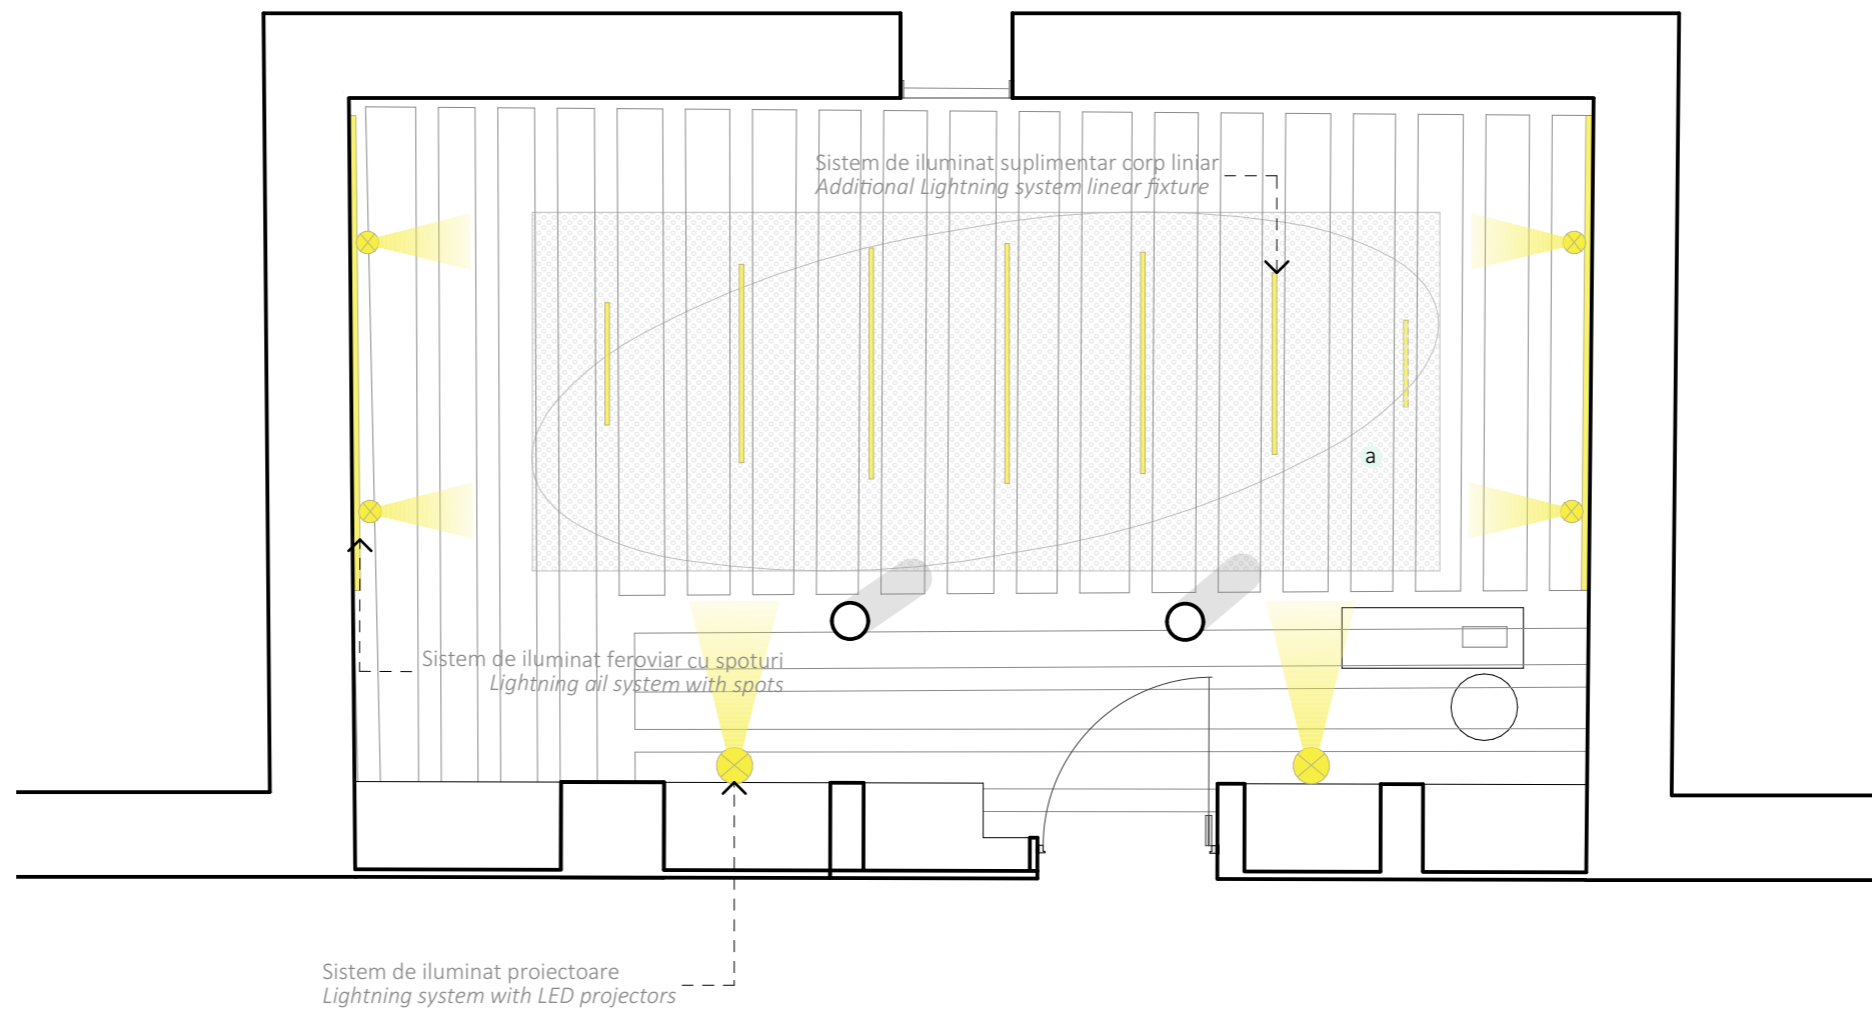 Sistem de iluminat suplimentar corp liniar
Additional Lightning system linear fixture
a
Sistem de iluminat feroviar cu spoturi
Lightning ail system with spots
Sistem de iluminat proiectoare
Lightning system with LED projectors